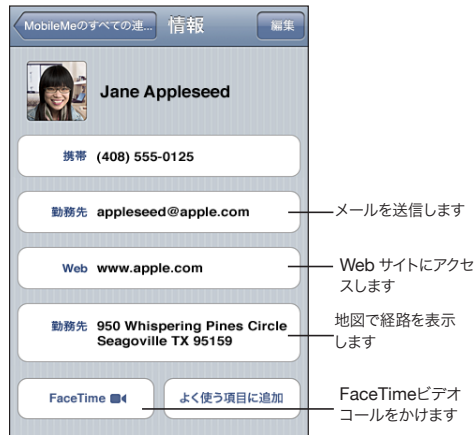 MobileMeのすべての連...
情報
編集
Jane Appleseed
携帯 (408) 555-0125
勤務先 appleseed@apple.com
メールを送信します
Web www.apple.com
Web サイトにアクセ
スします
勤務先 950 Whispering Pines Circle
Seagoville TX 95159
地図で経路を表示
します
FaceTime
よく使う項目に追加
FaceTimeビデオ
コールをかけます